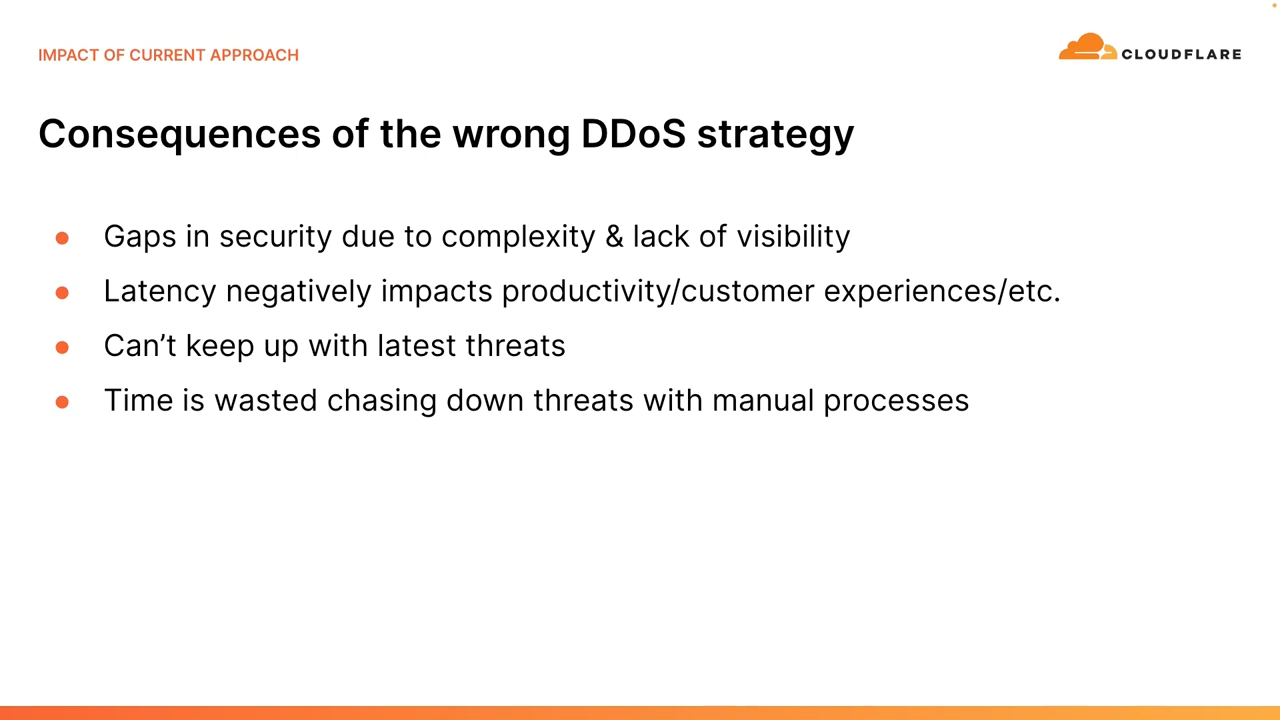 IMPACT OF CURRENT APPROACH
CLOUDFLARE
Consequences of the wrong DDoS strategy
● Gaps in security due to complexity & lack of visibility
● Latency negatively impacts productivity/customer experiences/etc.
● Can’t keep up with latest threats
● Time is wasted chasing down threats with manual processes